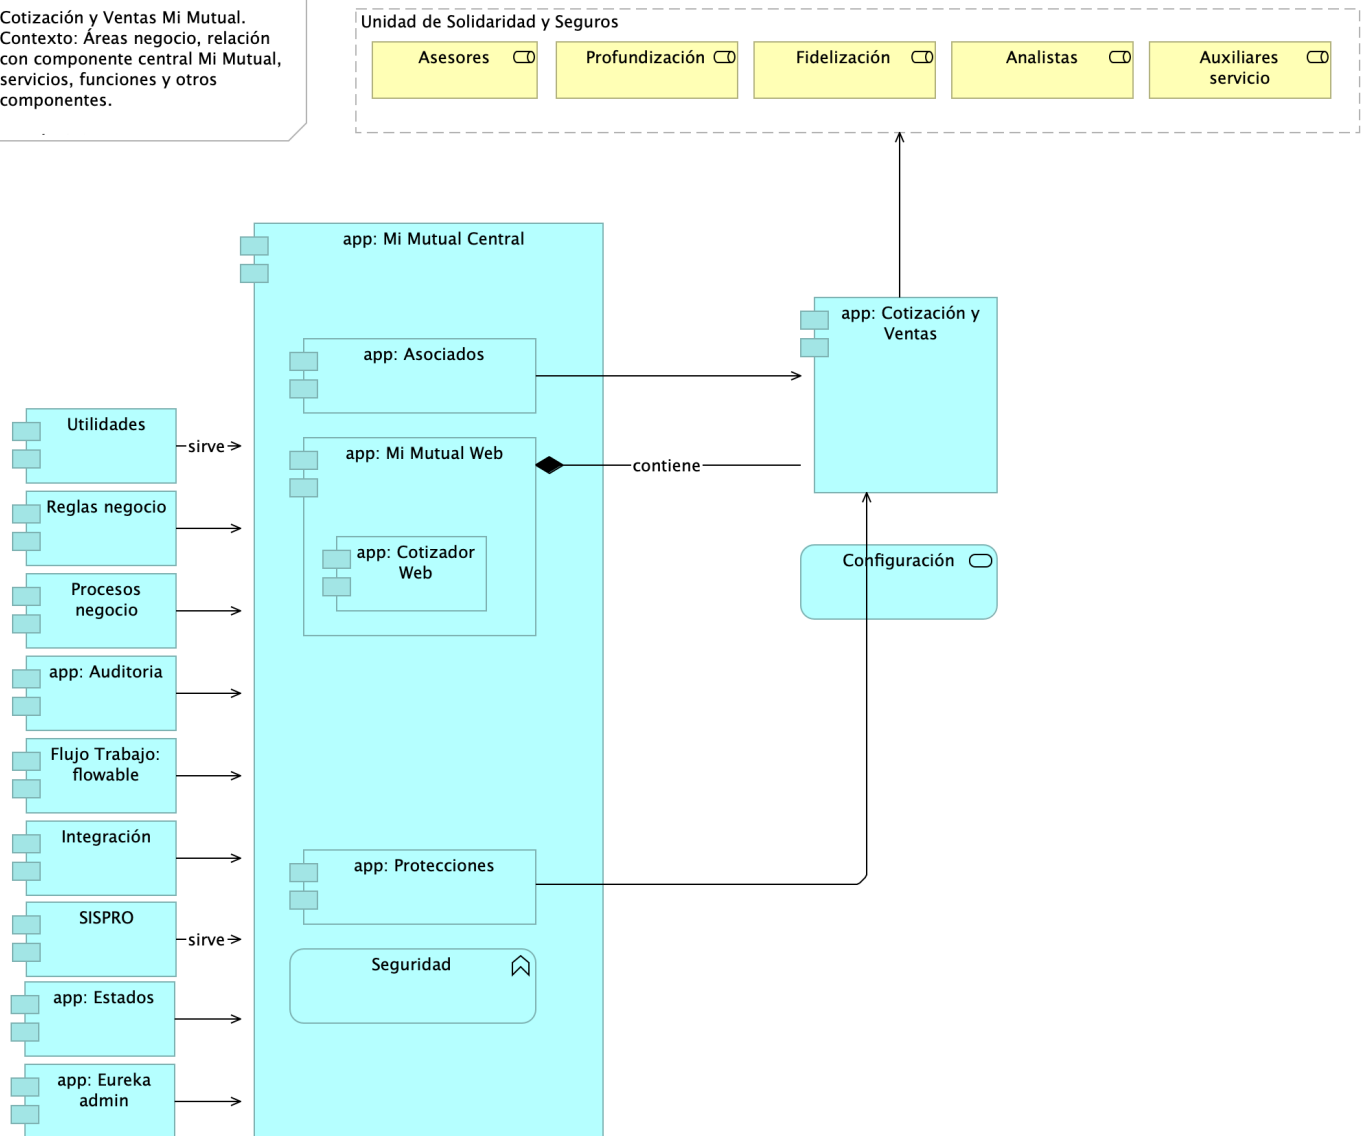 Cotización y Ventas Mi Mutual.
Contexto: Áreas negocio, relación
con componente central Mi Mutual,
servicios, funciones y otros
componentes.
Unidad de Solidaridad y Seguros
Asesores
Profundización
Fidelización
Analistas
Auxiliares
servicio
app: Mi Mutual Central
app: Cotización y
Ventas
app: Asociados
Utilidades
sirve
app: Mi Mutual Web
contiene
Reglas negocio
app: Cotizador
Web
Configuración
Procesos
negocio
app: Auditoria
Flujo Trabajo:
flowable
Integración
app: Protecciones
SISPRO
sirve
Seguridad
app: Estados
app: Eureka
admin